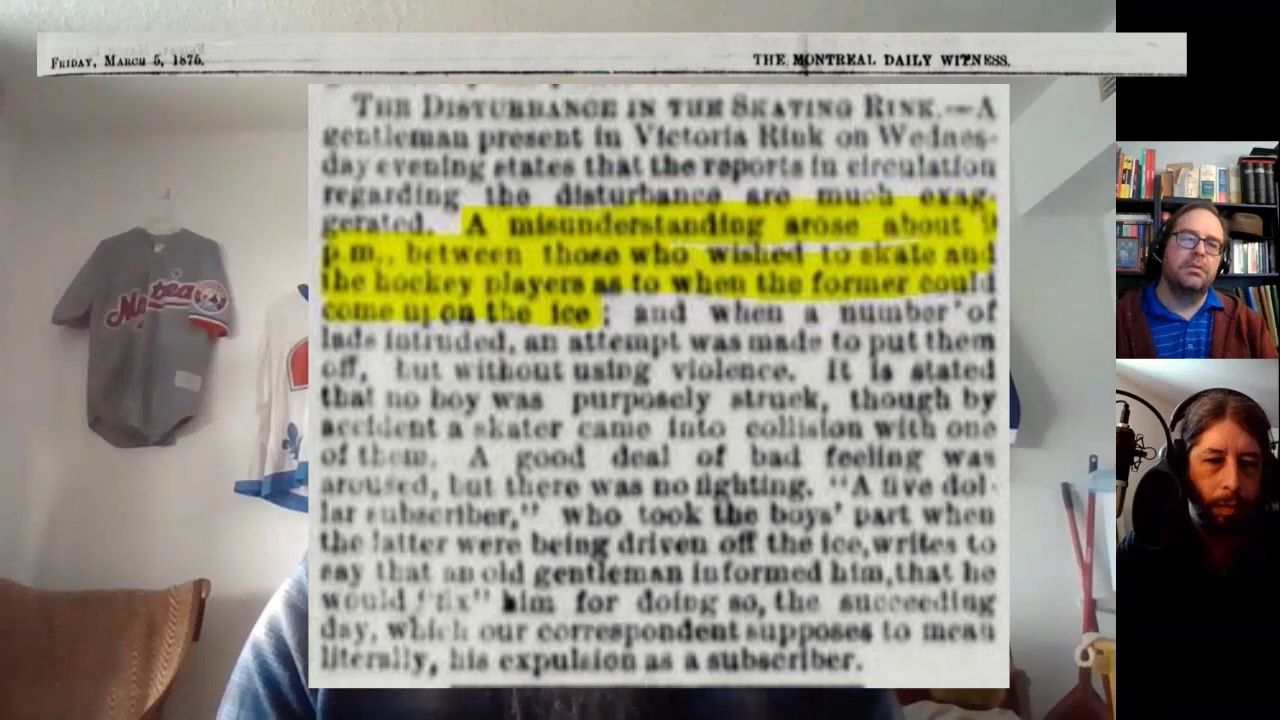 FRIDAY, MARCH 5, 1875.
THE MONTREAL DAILY WITNESS.
THE DISTURBANCE IN THE SKATING RINK.—A
gentleman present in Victoria Rink on Wednes-
day evening states that the reports in circulation
regarding the disturbance are much exag-
gerated. A misunderstanding arose about 9
p.m., between those who wished to skate and
the hockey players as to when the former could
come upon the ice; and when a number of
lads intruded, an attempt was made to put them
off, but without using violence. It is stated
that no boy was purposely struck, though by
accident a skater came into collision with one
of them. A good deal of bad feeling was
aroused, but there was no fighting. "A five dol-
lar subscriber," who took the boys' part when
the latter were being driven off the ice, writes to
say that an old gentleman informed him, that he
would "fix" him for doing so, the succeeding
day, which our correspondent supposes to mean
literally, his expulsion as a subscriber.